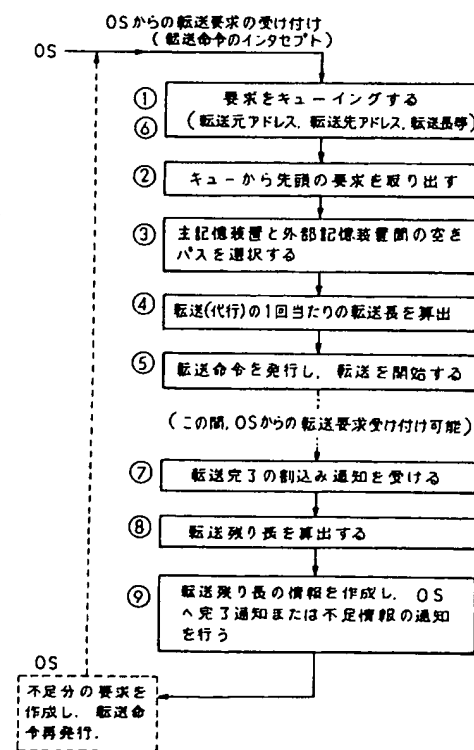 OSからの転送要求の受け付け
(転送命令のインタセプト)
OS
①
⑥
要求をキューイングする
(転送元アドレス,転送先アドレス,転送長等)
②
キューから先頭の要求を取り出す
③
主記憶装置と外部記憶装置間の空き
パスを選択する
④
転送(代行)の1回当たりの転送長を算出
⑤
転送命令を発行し,転送を開始する
(この間,OSからの転送要求受け付け可能)
⑦
転送完了の割込み通知を受ける
⑧
転送残り長を算出する
⑨
転送残り長の情報を作成し,OS
へ完了通知または不足情報の通知
を行う
OS
不足分の要求を
作成し,転送命
令再発行.